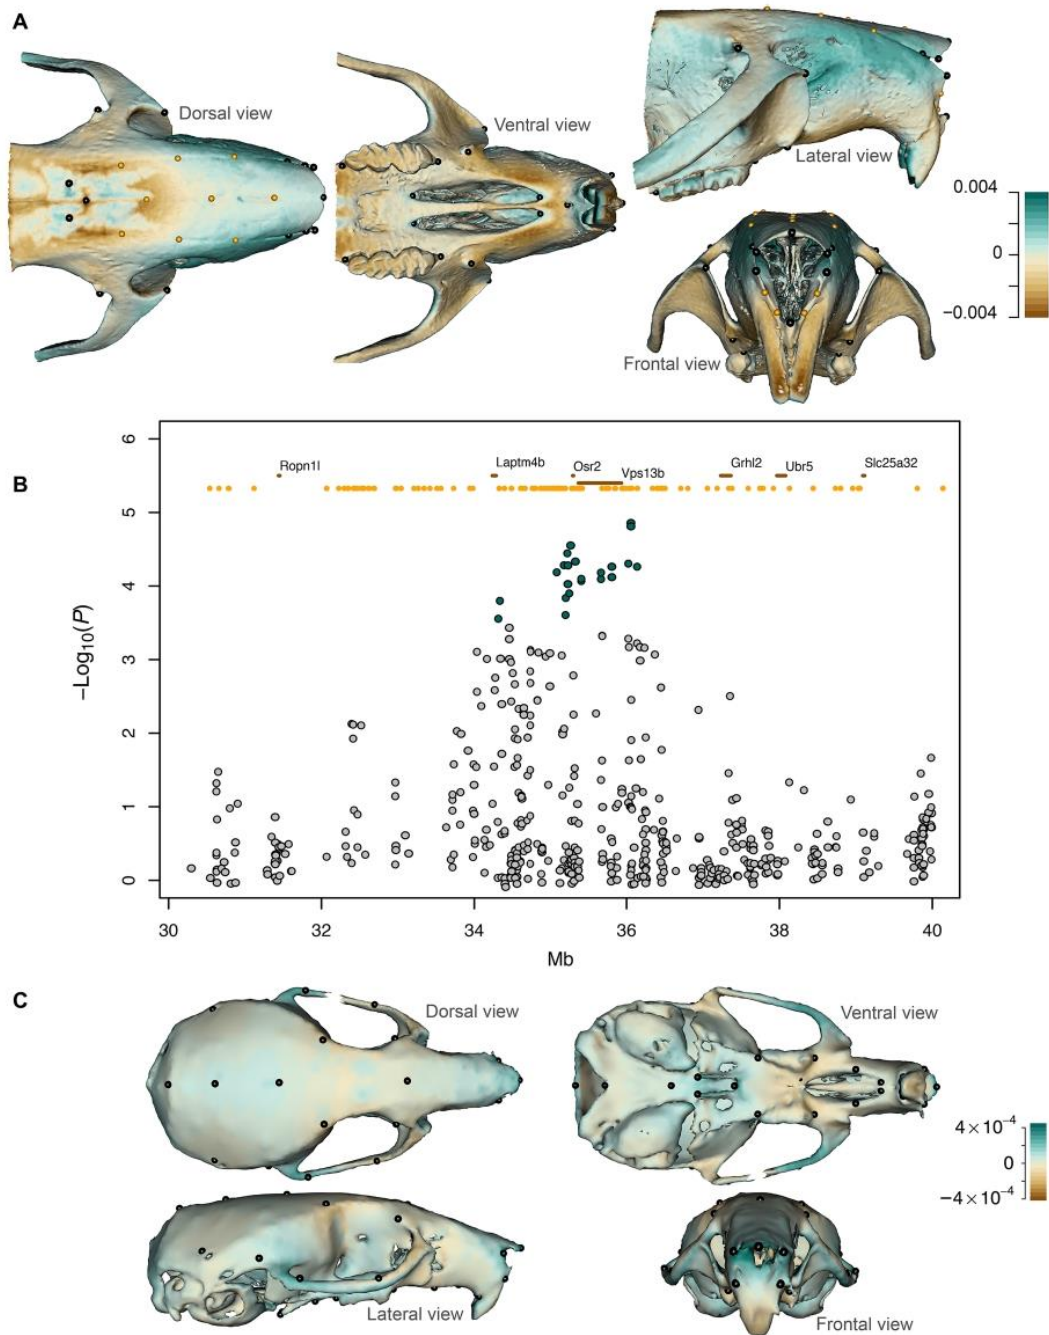 A
Dorsal view
Ventral view
Lateral view
0.004
0
−0.004
Frontal view
B
6
5
4
3
2
1
0
−Log10(P)
Ropn1l
Laptm4b
Osr2
Vps13b
Grhl2
Ubr5
Slc25a32
30
32
34
36
38
40
Mb
C
Dorsal view
Ventral view
4×10⁻⁴
0
−4×10⁻⁴
Lateral view
Frontal view